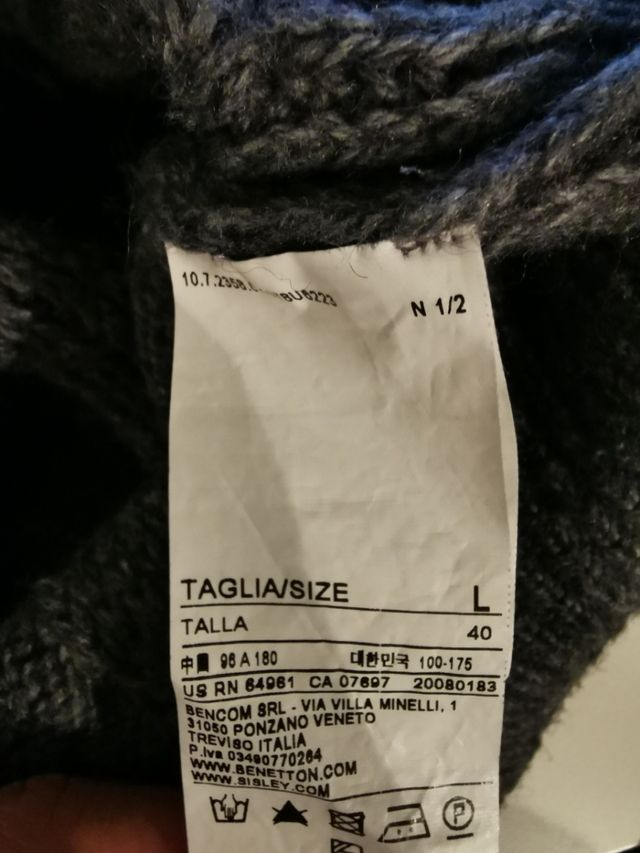 N 1/2
TAGLIA/SIZE L
TALLA 40
96 A 180 대한민국 100-175
US RN 64961 CA 07697 20080183
BENCOM SRL - VIA VILLA MINELLI, 1
31050 PONZANO VENETO
TREVISO ITALIA
P.Iva 03490770264
WWW.BENETTON.COM
WWW.SISLEY.COM
P